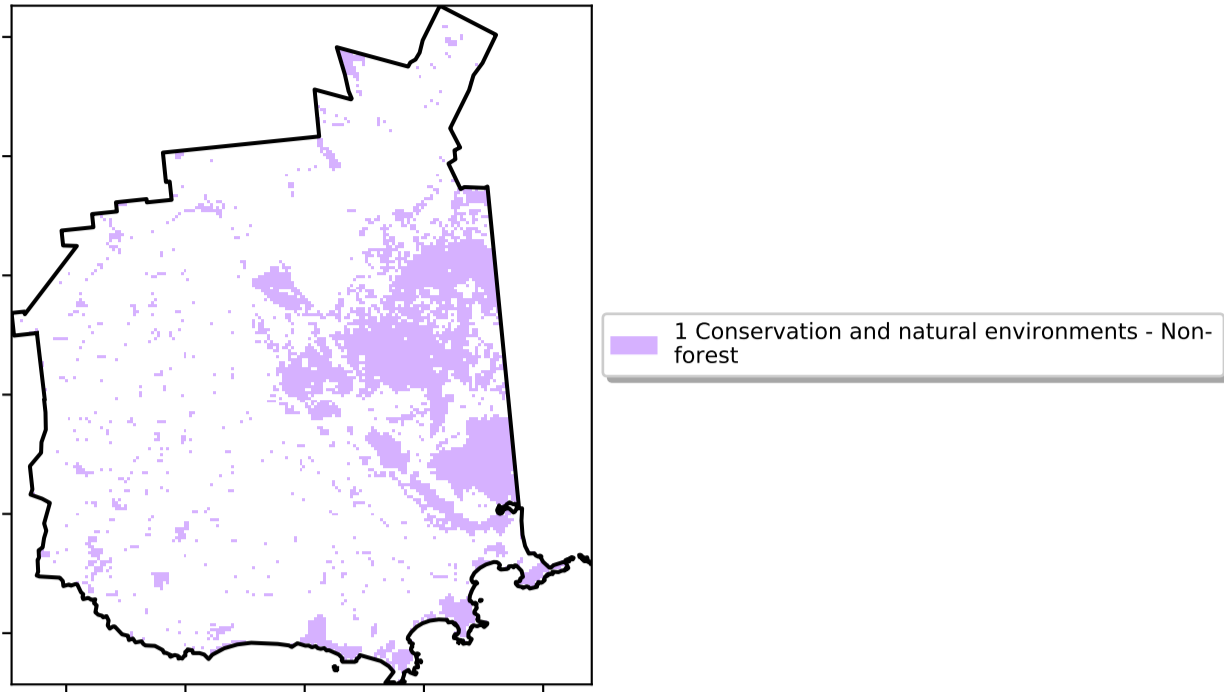 1 Conservation and natural environments - Non-
forest